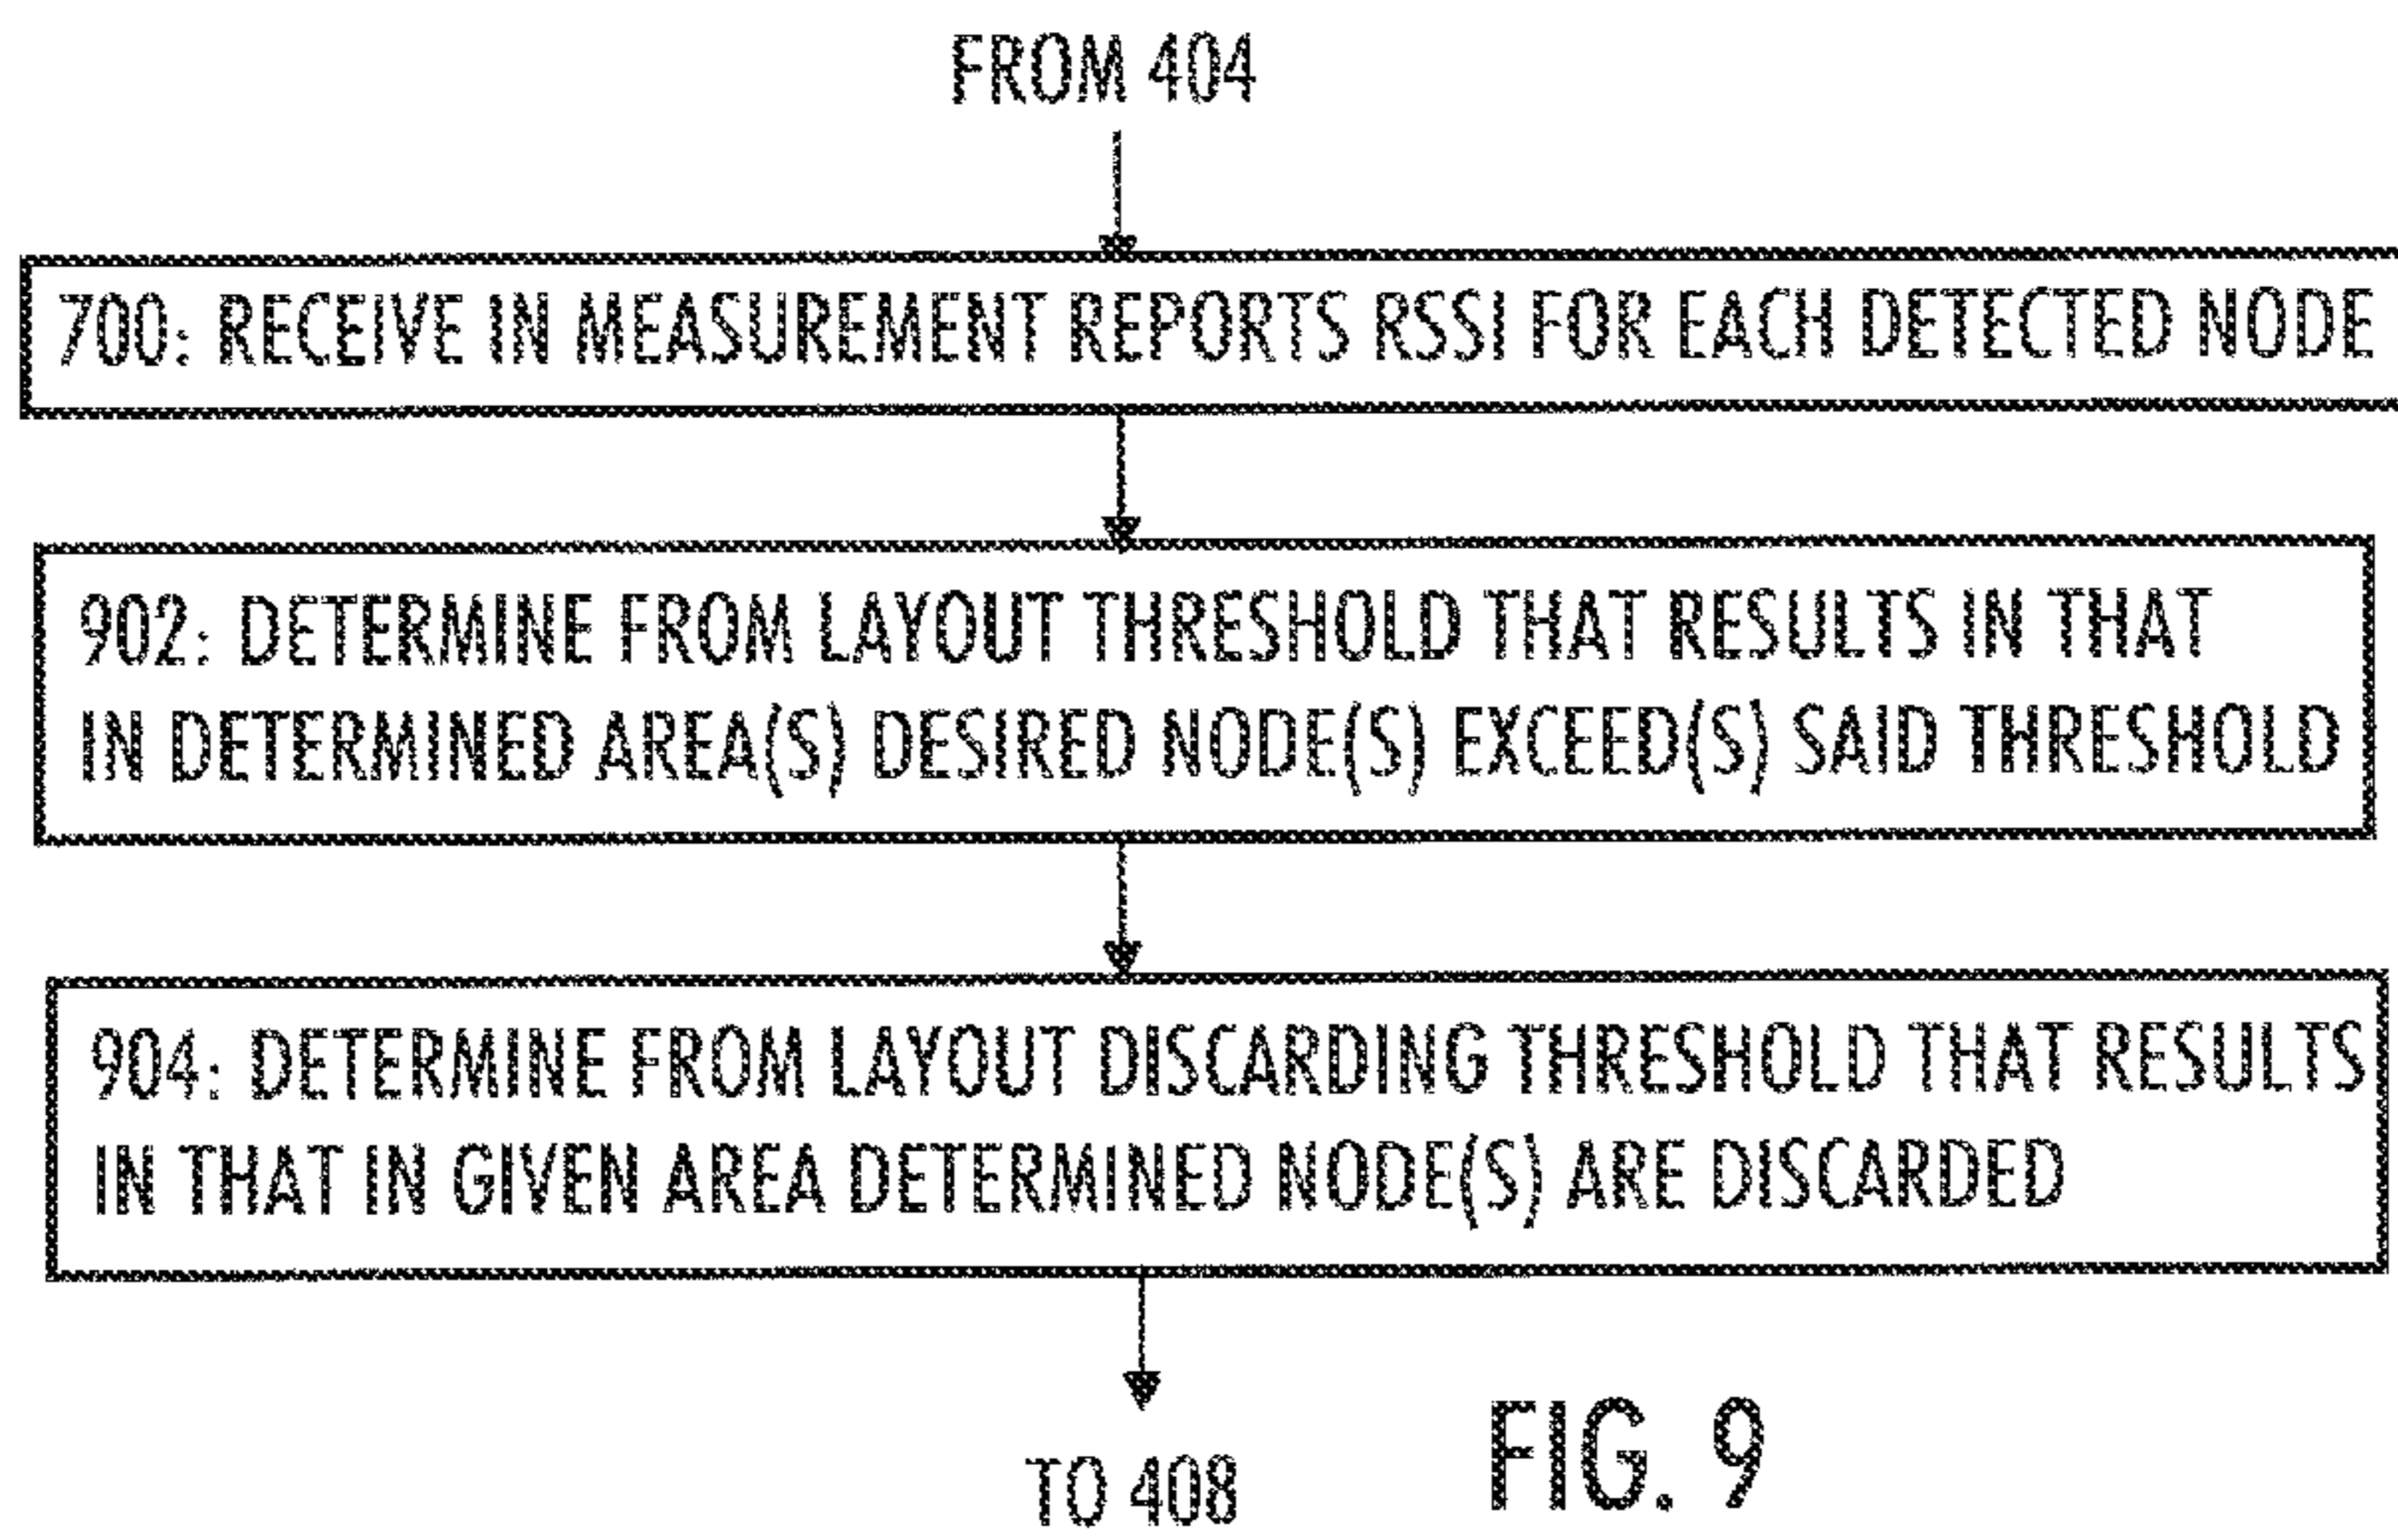 FROM 404
700: RECEIVE IN MEASUREMENT REPORTS RSSI FOR EACH DETECTED NODE
902: DETERMINE FROM LAYOUT THRESHOLD THAT RESULTS IN THAT
IN DETERMINED AREA(S) DESIRED NODE(S) EXCEED(S) SAID THRESHOLD
904: DETERMINE FROM LAYOUT DISCARDING THRESHOLD THAT RESULTS
IN THAT IN GIVEN AREA DETERMINED NODE(S) ARE DISCARDED
TO 408
FIG. 9